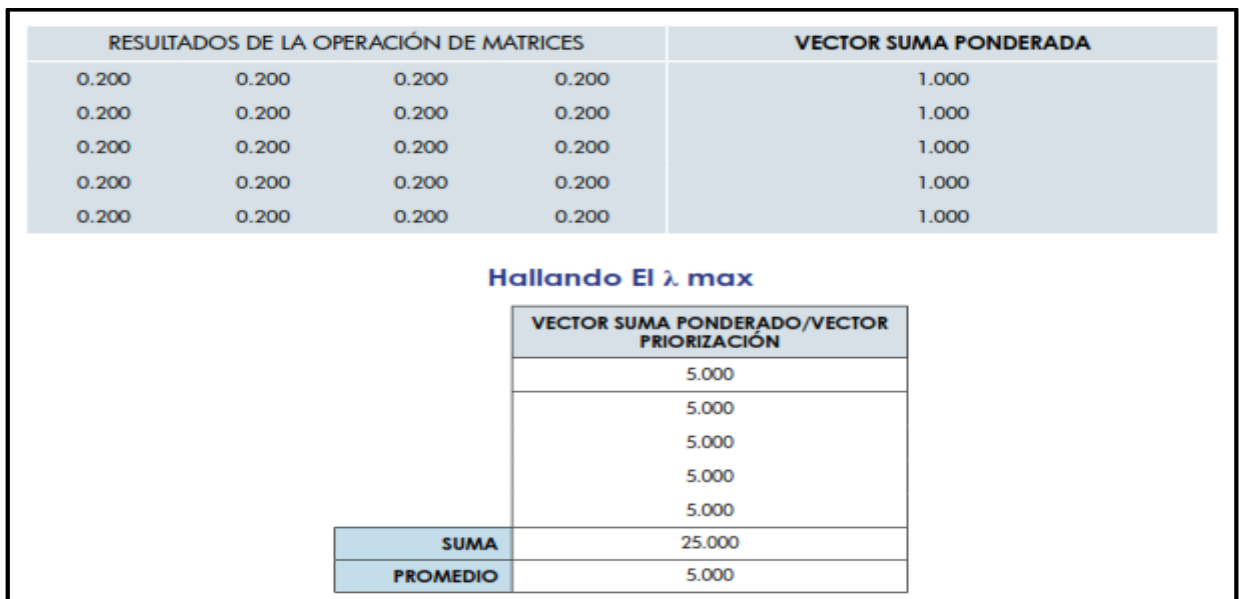 RESULTADOS DE LA OPERACIÓN DE MATRICES VECTOR SUMA PONDERADA
0.200 0.200 0.200 0.200 1.000
0.200 0.200 0.200 0.200 1.000
0.200 0.200 0.200 0.200 1.000
0.200 0.200 0.200 0.200 1.000
0.200 0.200 0.200 0.200 1.000
Hallando El λ max
VECTOR SUMA PONDERADO/VECTOR
PRIORIZACIÓN
5.000
5.000
5.000
5.000
5.000
SUMA 25.000
PROMEDIO 5.000